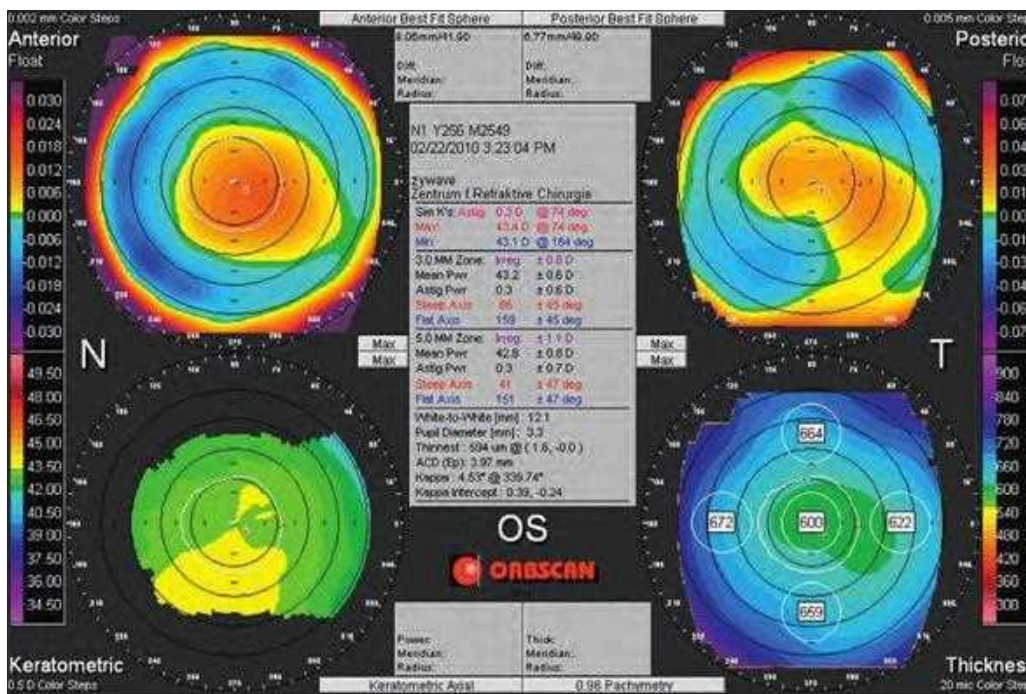 0.002 mm Color Steps
Anterior Best Fit Sphere
Posterior Best Fit Sphere
0.005 mm Color Step
Anterior
Float
8.06mm/41.90
6.77mm/49.90
Posterio
Floa
Diff:
Meridian:
Radius:
Diff:
Meridian:
Radius:
0.030
0.024
0.018
0.012
0.006
0.000
-0.006
-0.012
-0.018
-0.024
-0.030
N1 Y256 M2549
02/22/2010 3:23:04 PM
zywave
Zentrum f.Refraktive Chirurgie
Sim K's: Astig: 0.3 D @ 74 deg
Max: 43.4 D @ 74 deg
Min: 43.1 D @ 164 deg
3.0 MM Zone: Irreg: ± 0.8 D
Mean Pwr 43.2 ± 0.6 D
Astig Pwr 0.3 ± 0.6 D
Steep Axis ± 45 deg
Flat Axis 159 ± 45 deg
5.0 MM Zone: Irreg: ± 1.1 D
Mean Pwr 42.8 ± 0.8 D
Astig Pwr 0.3 ± 0.7 D
Steep Axis 41 ± 47 deg
Flat Axis 151 ± 47 deg
White-to-White [mm]: 12.1
Pupil Diameter [mm]: 3.3
Thinnest: 594 um @ ( 1.6, -0.0 )
ACD (Ep): 3.97 mm
Kappa: 4.53° @ 339.74°
Kappa Intercept: 0.39, -0.24
N
Max
Max
Max
Max
T
49.50
48.00
46.50
45.00
43.50
42.00
40.50
39.00
37.50
36.00
34.50
900
840
780
720
660
600
540
480
420
360
300
664
672
600
622
659
OS
ORBSCAN
Power:
Meridian:
Radius:
Thick:
Meridian:
Radius:
Keratometric
0.5 D Color Steps
Keratometric Axial
0.96 Pachymetry
Thicknes
20 mic Color Step